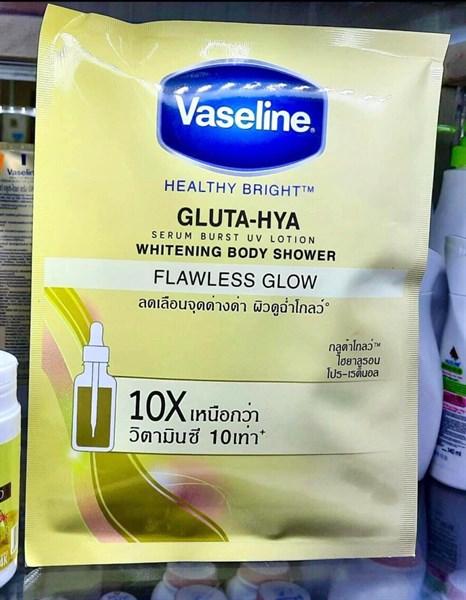 Vaseline®
HEALTHY BRIGHT™
GLUTA-HYA
SERUM BURST UV LOTION
WHITENING BODY SHOWER
FLAWLESS GLOW
ลดเลือนจุดด่างดำ ผิวดูฉ่ำโกลว์°
กลูต้าโกลว์™
ไฮยาลูรอน
โปร-เรตินอล
10X เหนือกว่า
วิตามินซี 10เท่า⁺
Vaseline